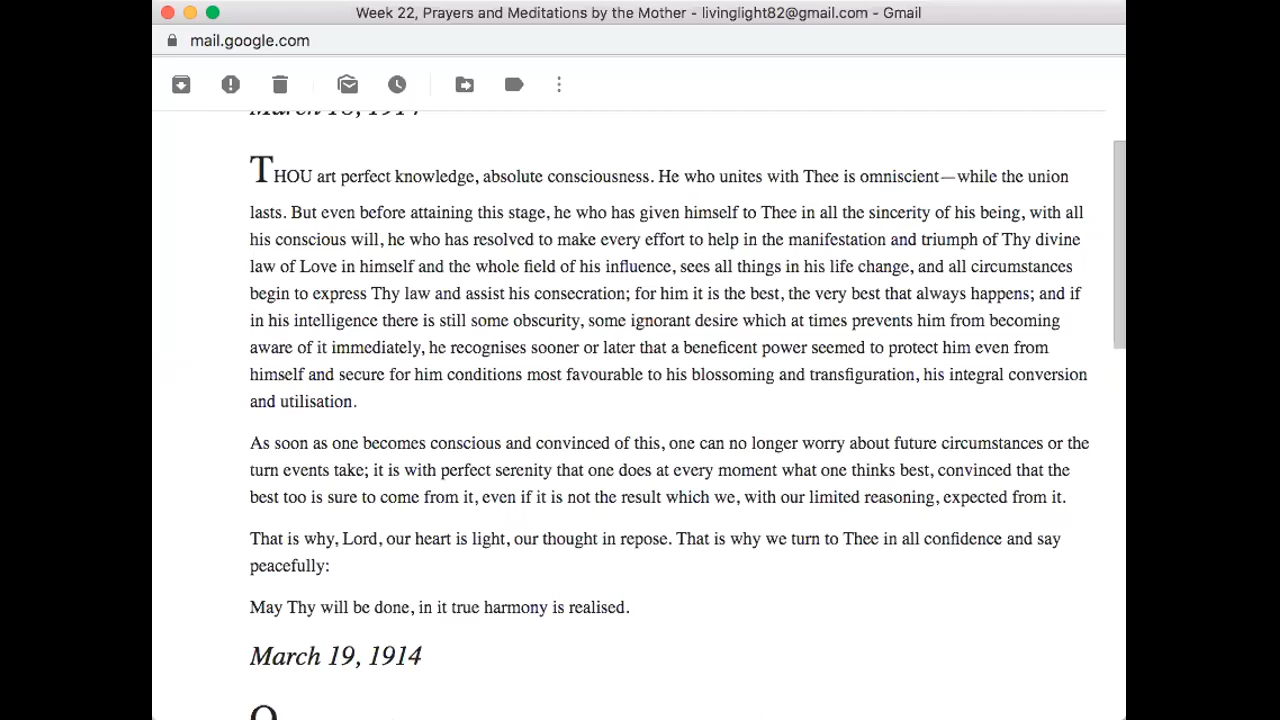 Week 22, Prayers and Meditations by the Mother - livinglight82@gmail.com - Gmail
mail.google.com
March 18, 1914
THOU art perfect knowledge, absolute consciousness. He who unites with Thee is omniscient—while the union
lasts. But even before attaining this stage, he who has given himself to Thee in all the sincerity of his being, with all
his conscious will, he who has resolved to make every effort to help in the manifestation and triumph of Thy divine
law of Love in himself and the whole field of his influence, sees all things in his life change, and all circumstances
begin to express Thy law and assist his consecration; for him it is the best, the very best that always happens; and if
in his intelligence there is still some obscurity, some ignorant desire which at times prevents him from becoming
aware of it immediately, he recognises sooner or later that a beneficent power seemed to protect him even from
himself and secure for him conditions most favourable to his blossoming and transfiguration, his integral conversion
and utilisation.
As soon as one becomes conscious and convinced of this, one can no longer worry about future circumstances or the
turn events take; it is with perfect serenity that one does at every moment what one thinks best, convinced that the
best too is sure to come from it, even if it is not the result which we, with our limited reasoning, expected from it.
That is why, Lord, our heart is light, our thought in repose. That is why we turn to Thee in all confidence and say
peacefully:
May Thy will be done, in it true harmony is realised.
March 19, 1914